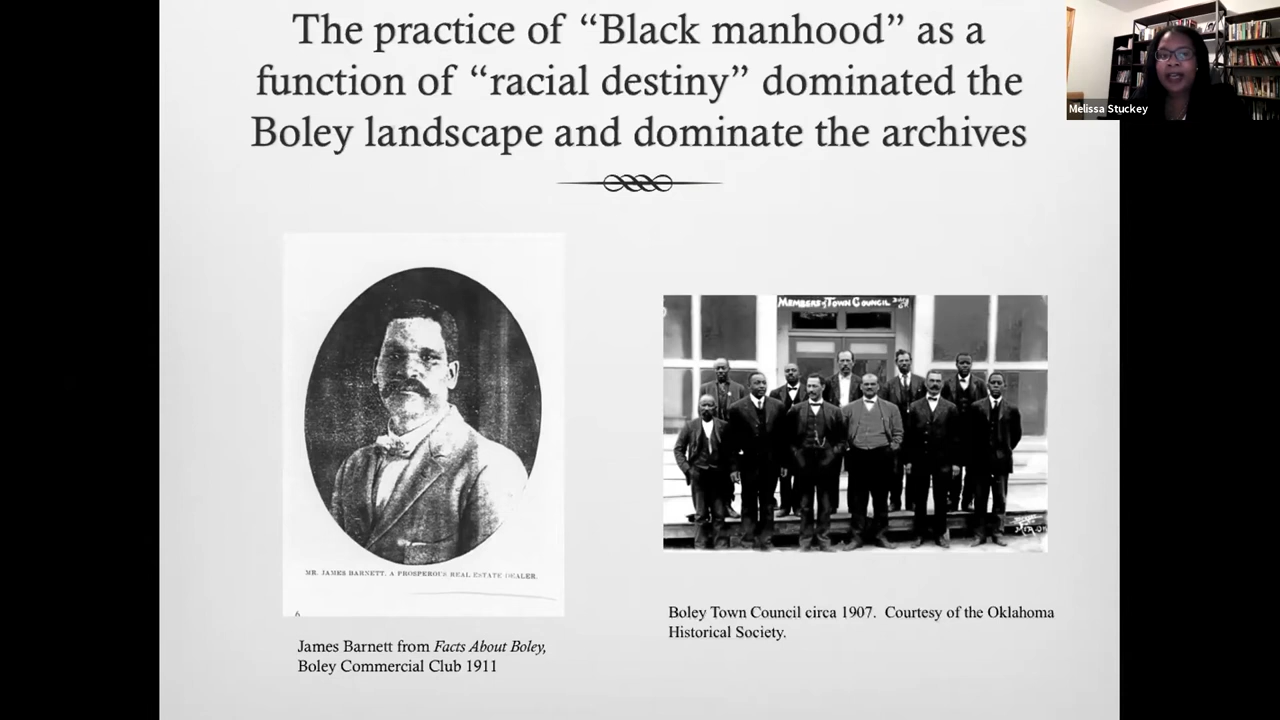 The practice of “Black manhood” as a
function of “racial destiny” dominated the
Boley landscape and dominate the archives
Melissa Stuckey
MEMBERS of TOWN COUNCIL
MR. JAMES BARNETT, A PROSPEROUS REAL ESTATE DEALER.
Boley Town Council circa 1907. Courtesy of the Oklahoma
Historical Society.
James Barnett from Facts About Boley,
Boley Commercial Club 1911